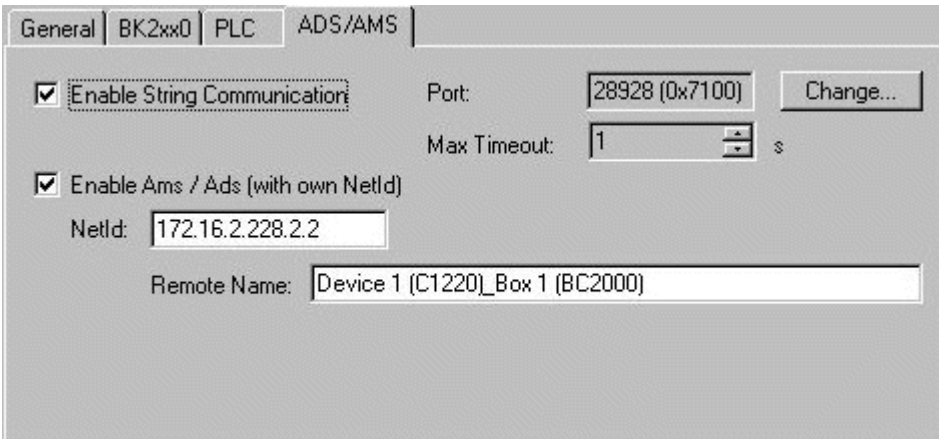 General BK2xx0 PLC ADS/AMS
Enable String Communication Port: 28928 (0x7100) Change...
Max Timeout: 1 s
Enable Ams / Ads (with own NetId)
NetId: 172.16.2.228.2.2
Remote Name: Device 1 (C1220)_Box 1 (BC2000)